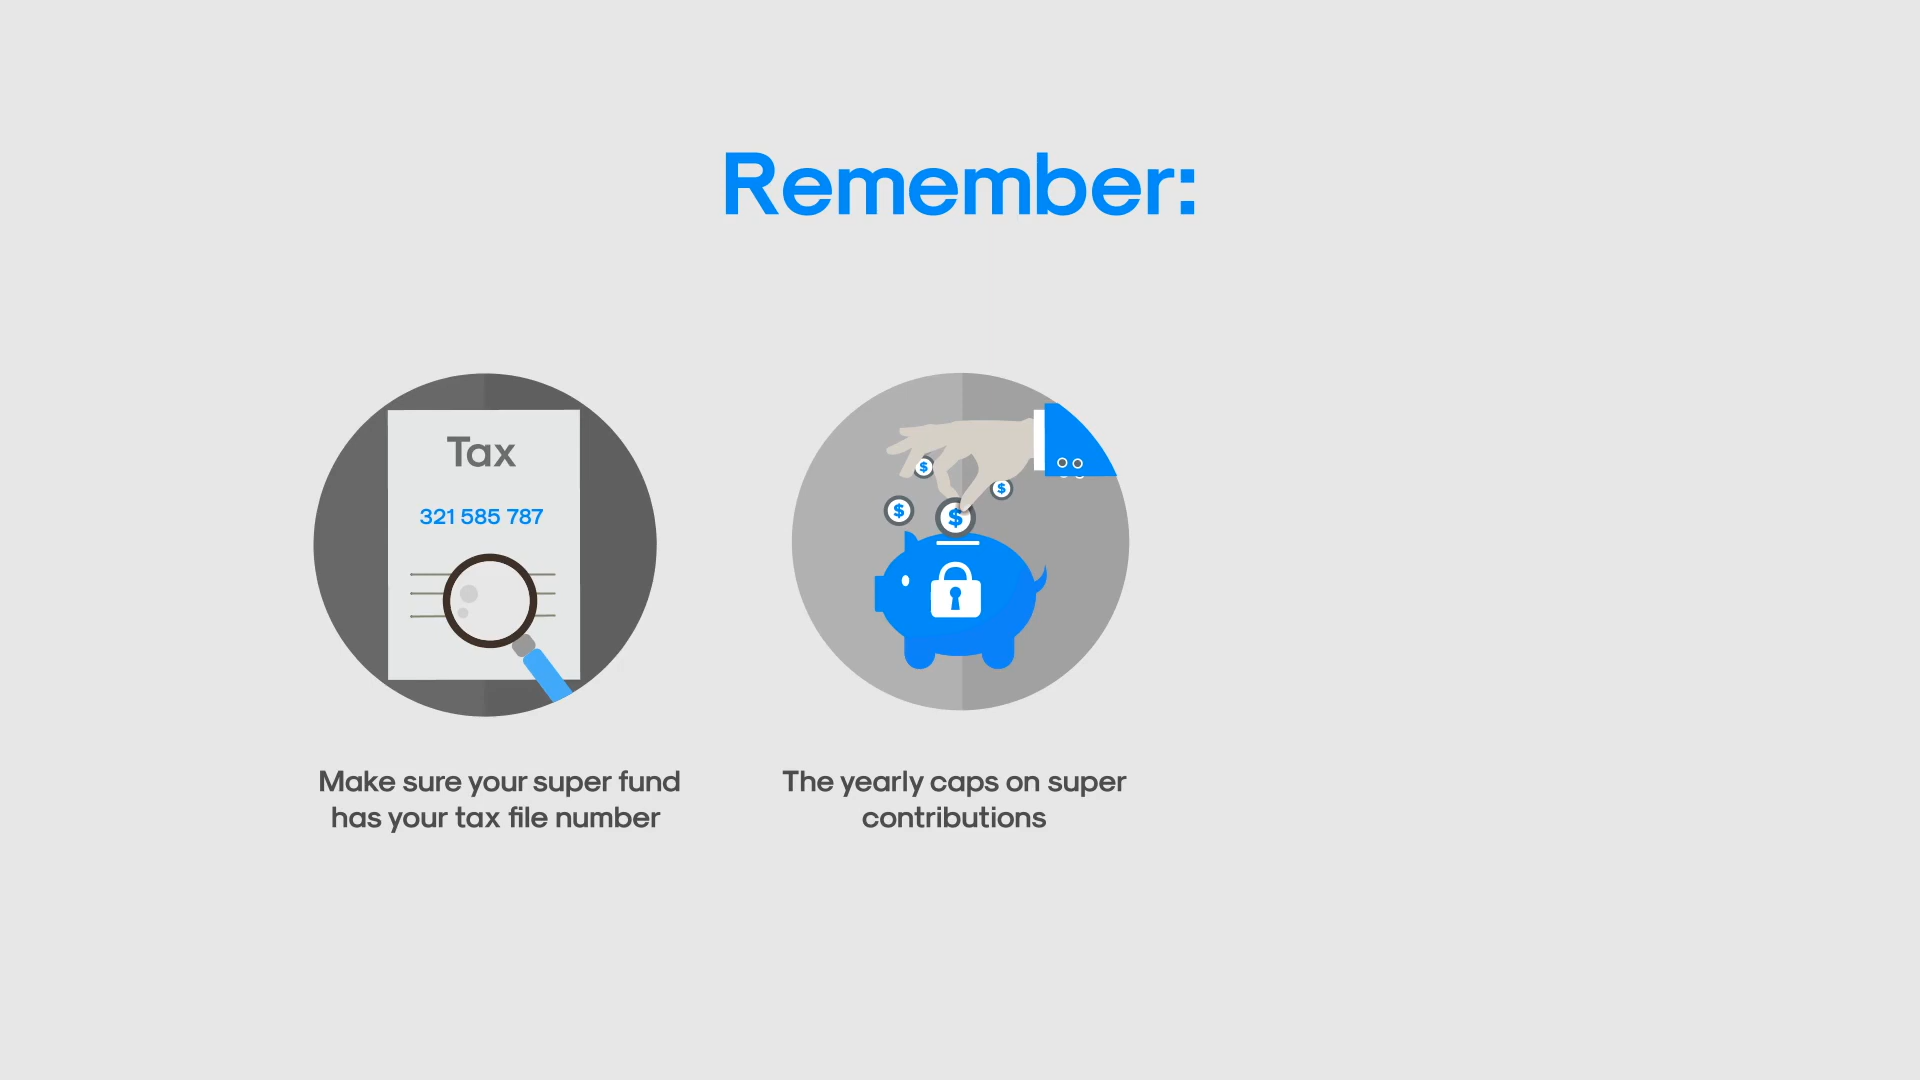 Remember:
Tax
321 585 787
$
$
$
$
Make sure your super fund
has your tax file number
The yearly caps on super
contributions